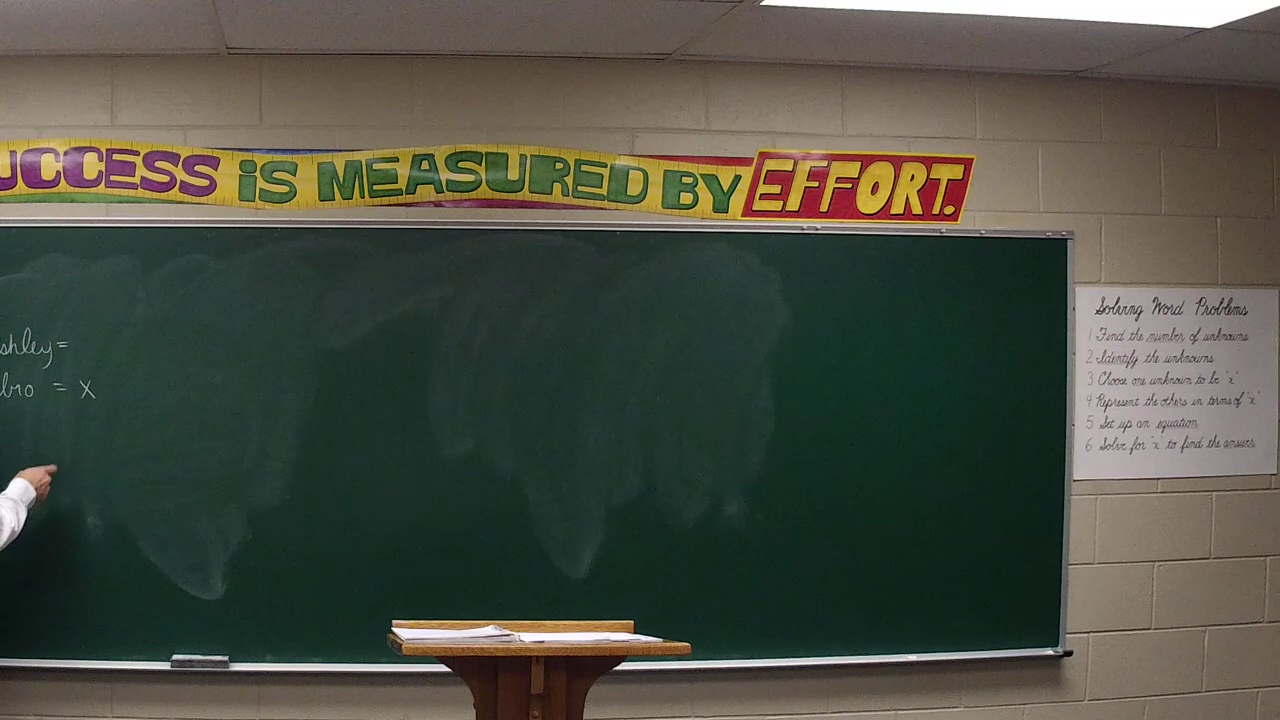 UCCESS is MEASURED BY EFFORT.
shley =
bro = x
Solving Word Problems
1 Find the number of unknowns
2 Identify the unknowns
3 Choose one unknown to be "x"
4 Represent the others in terms of "x"
5 Set up an equation
6 Solve for "x" to find the answer